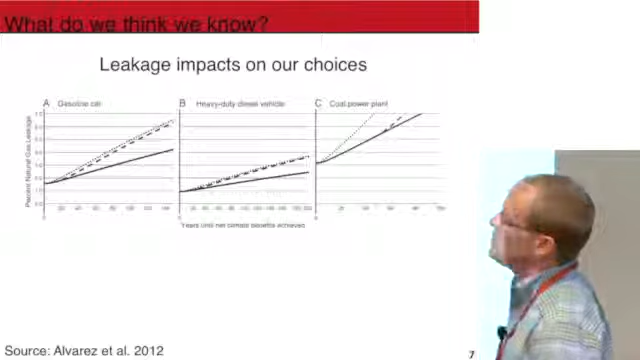 What do we think we know?
Leakage impacts on our choices
A Gasoline car
B Heavy-duty diesel vehicle
C Coal power plant
Percent Natural Gas Leakage
Years Until net climate benefits achieved
Source: Alvarez et al. 2012
7